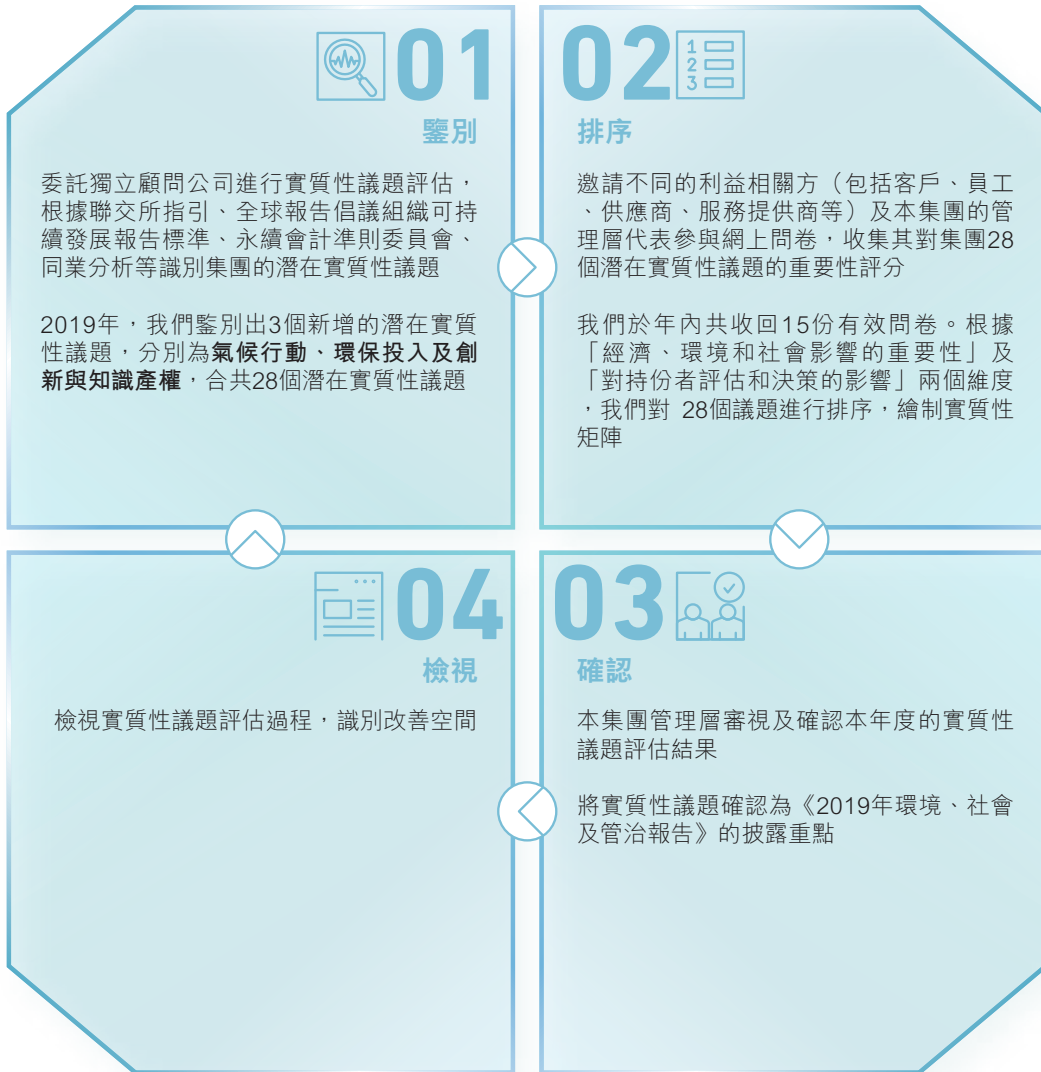 01
鑒別
委託獨立顧問公司進行實質性議題評估，
根據聯交所指引、全球報告倡議組織可持
續發展報告標準、永續會計準則委員會、
同業分析等識別集團的潛在實質性議題
2019年，我們鑒別出3個新增的潛在實質
性議題，分別為氣候行動、環保投入及創
新與知識產權，合共28個潛在實質性議題
02
1
2
3
排序
邀請不同的利益相關方（包括客戶、員工
、供應商、服務提供商等）及本集團的管
理層代表參與網上問卷，收集其對集團28
個潛在實質性議題的重要性評分
我們於年內共收回15份有效問卷。根據
「經濟、環境和社會影響的重要性」及
「對持份者評估和決策的影響」兩個維度
，我們對 28個議題進行排序，繪制實質性
矩陣
03
確認
本集團管理層審視及確認本年度的實質性
議題評估結果
將實質性議題確認為《2019年環境、社會
及管治報告》的披露重點
04
檢視
檢視實質性議題評估過程，識別改善空間